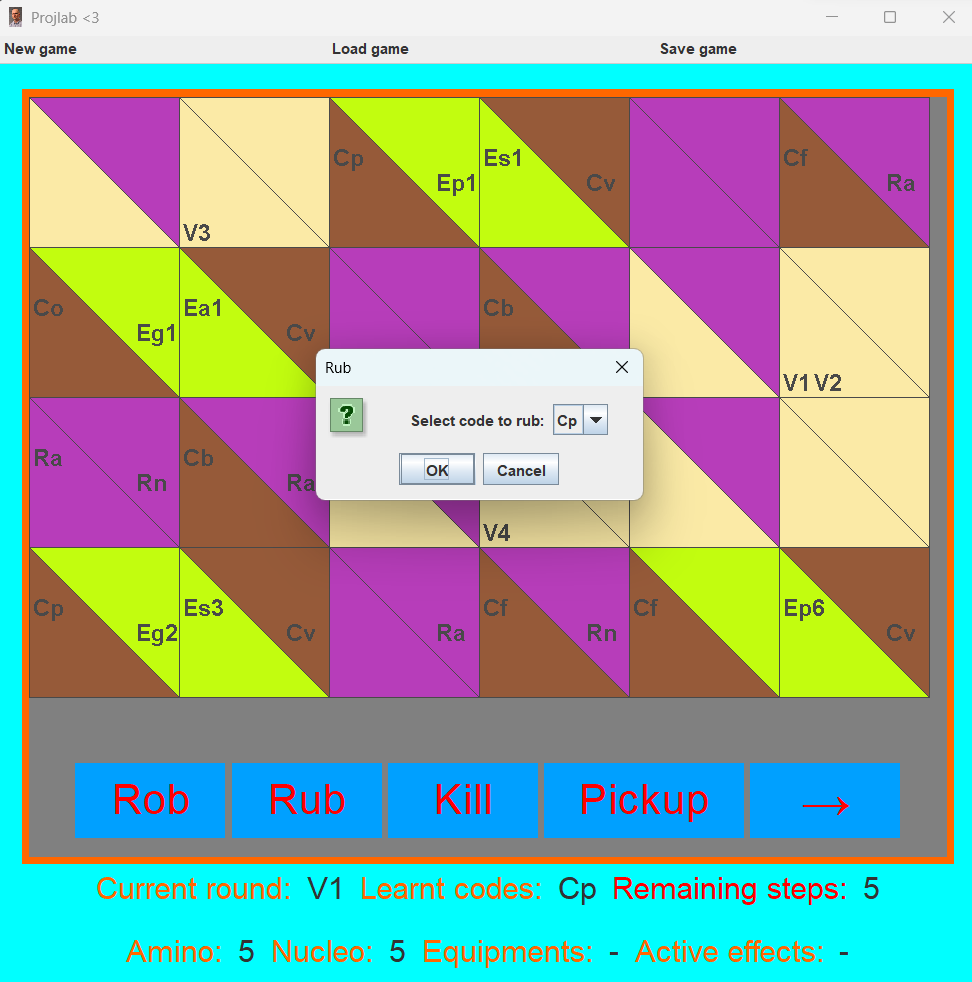 Projlab <3
New game Load game Save game
Cp Es1 Cf
Ep1 Cv Ra
V3
Co Ea1 Cb
Eg1 Cv
V1 V2
Rub
Select code to rub: Cp
OK Cancel
Ra Cb
Rn Ra
V4
Cp Es3 Cf Cf Ep6
Eg2 Cv Ra Rn Cv
Rob Rub Kill Pickup →
Current round: V1 Learnt codes: Cp Remaining steps: 5
Amino: 5 Nucleo: 5 Equipments: - Active effects: -